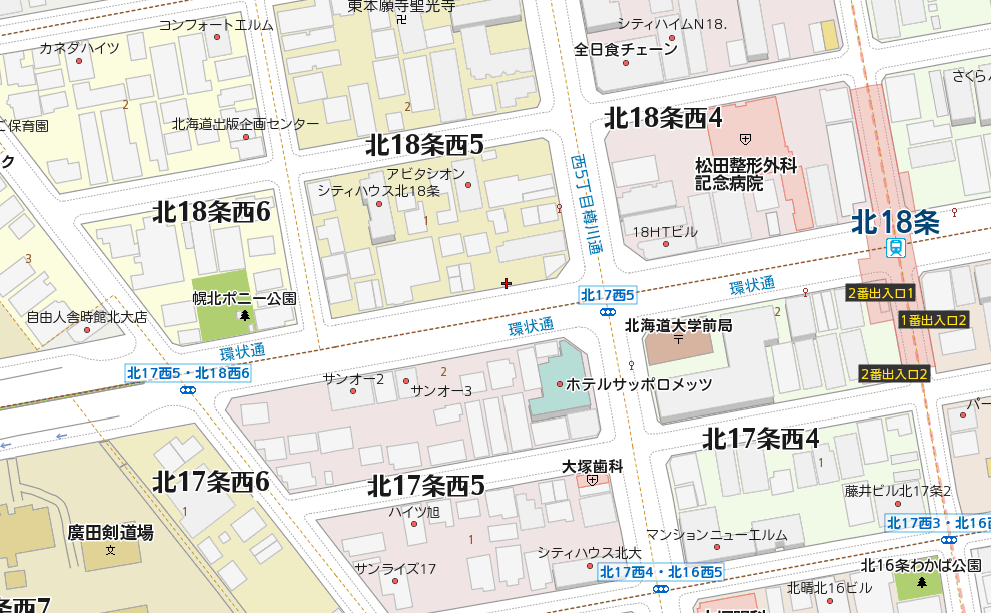 東本願寺聖光寺
シティハイムN18.
コンフォートエルム
カネダハイツ
全日食チェーン
さくら
2
2
北海道出版企画センター
保育園
ク
北18条西5
北18条西4
松田整形外科
記念病院
アビタシオン
シティハウス北18条
西5丁目樽川通
北18条西6
1
北18条
18HTビル
3
幌北ポニー公園
自由人舎時館北大店
環状通
2番出入口1
北17西5
1番出入口2
環状通
北海道大学前局
2
環状通
北17西5・北18西6
サンオー2
2
サンオー3
ホテルサッポロメッツ
2番出入口2
パー
北17条西4
大塚歯科
1
北17条西6
北17条西5
藤井ビル北17条2
ハイツ旭
1
1
廣田剣道場
マンションニューエルム
北17西3・北16
シティハウス北大
サンライズ17
北17西4・北16西5
北16条わかば公園
北晴北16ビル
条西7